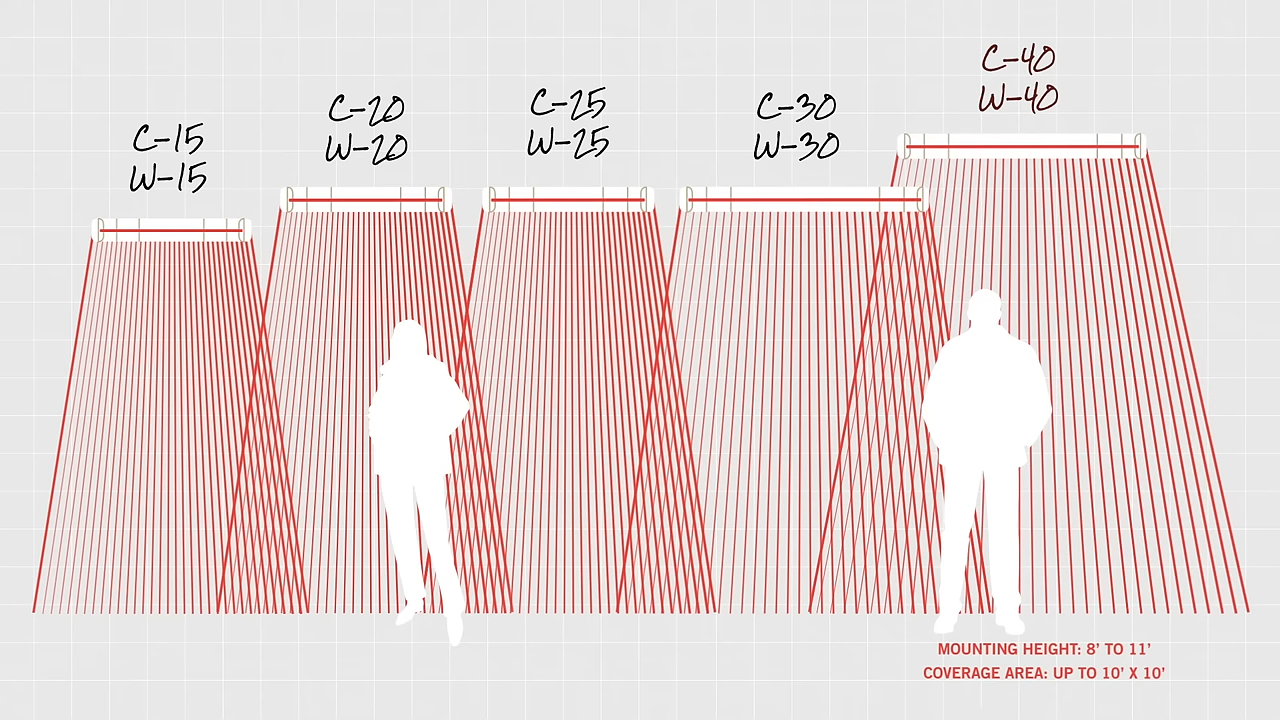 C-15
W-15
C-20
W-20
C-25
W-25
C-30
W-30
C-40
W-40
MOUNTING HEIGHT: 8' TO 11'
COVERAGE AREA: UP TO 10' X 10'